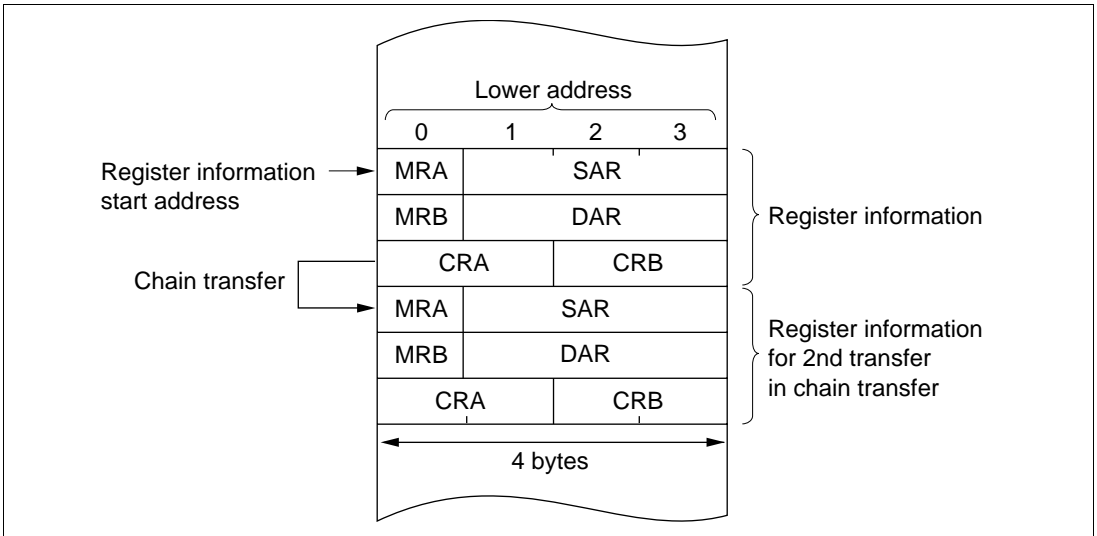 Lower address
0 1 2 3
Register information
start address
MRA SAR
MRB DAR
Register information
CRA CRB
Chain transfer
MRA SAR
MRB DAR
CRA CRB
Register information
for 2nd transfer
in chain transfer
4 bytes